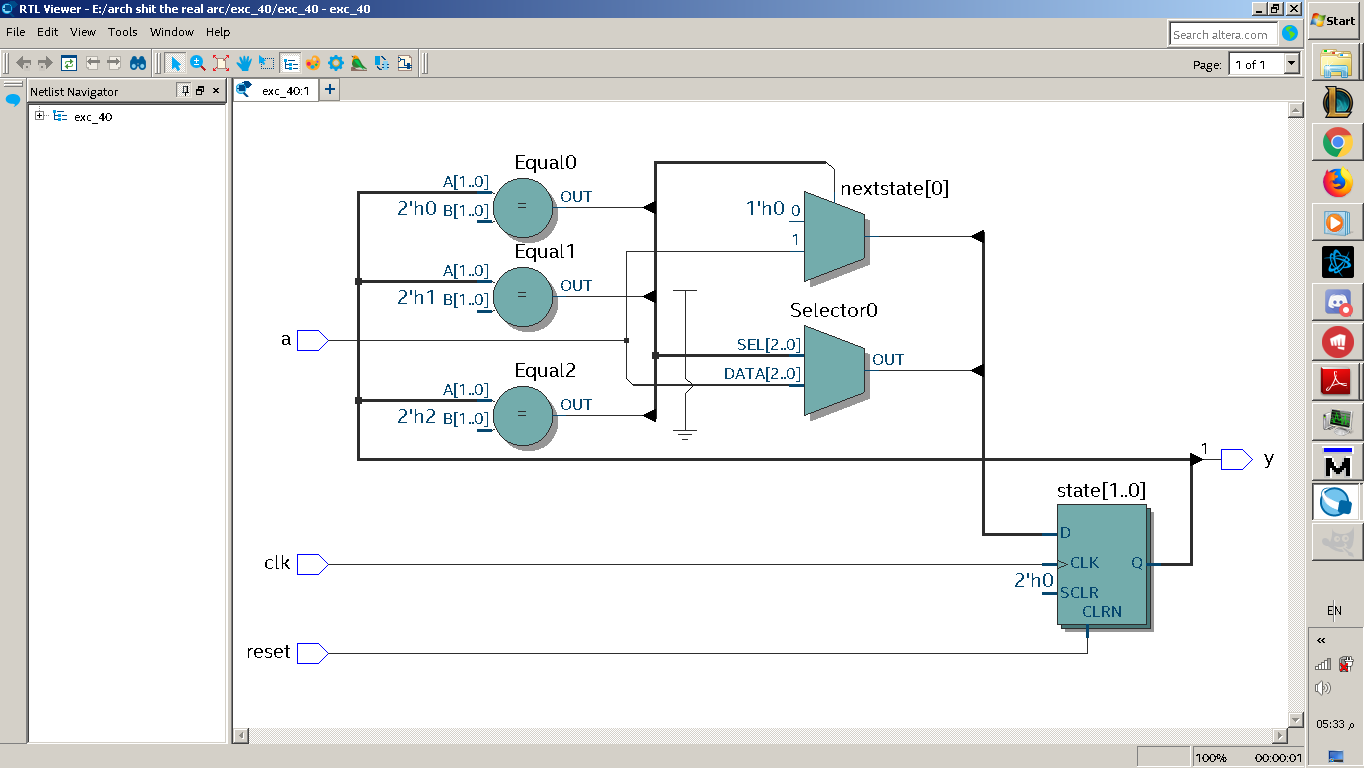 RTL Viewer - E:/arch shit the real arc/exc_40/exc_40 - exc_40
Start
File Edit View Tools Window Help
Search altera.com
Page: 1 of 1
Netlist Navigator
exc_40:1
exc_40
Equal0
A[1..0]
2'h0 B[1..0]
OUT
nextstate[0]
1'h0 0
1
Equal1
A[1..0]
2'h1 B[1..0]
OUT
a
Selector0
SEL[2..0]
DATA[2..0]
OUT
Equal2
A[1..0]
2'h2 B[1..0]
OUT
1
y
state[1..0]
D
clk
CLK
Q
2'h0
SCLR
CLRN
reset
EN
05:33 م
100% 00:00:01